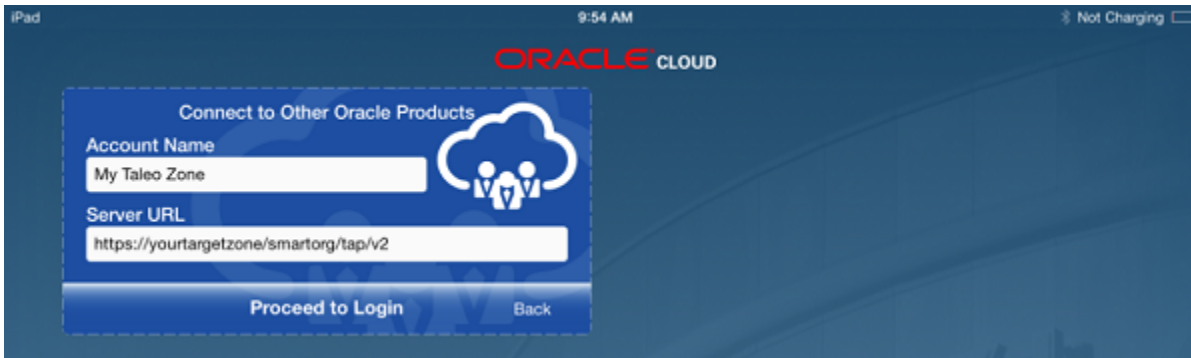 iPad 9:54 AM Not Charging
ORACLE CLOUD
Connect to Other Oracle Products
Account Name
My Taleo Zone
Server URL
https://yourtargetzone/smartorg/tap/v2
Proceed to Login Back